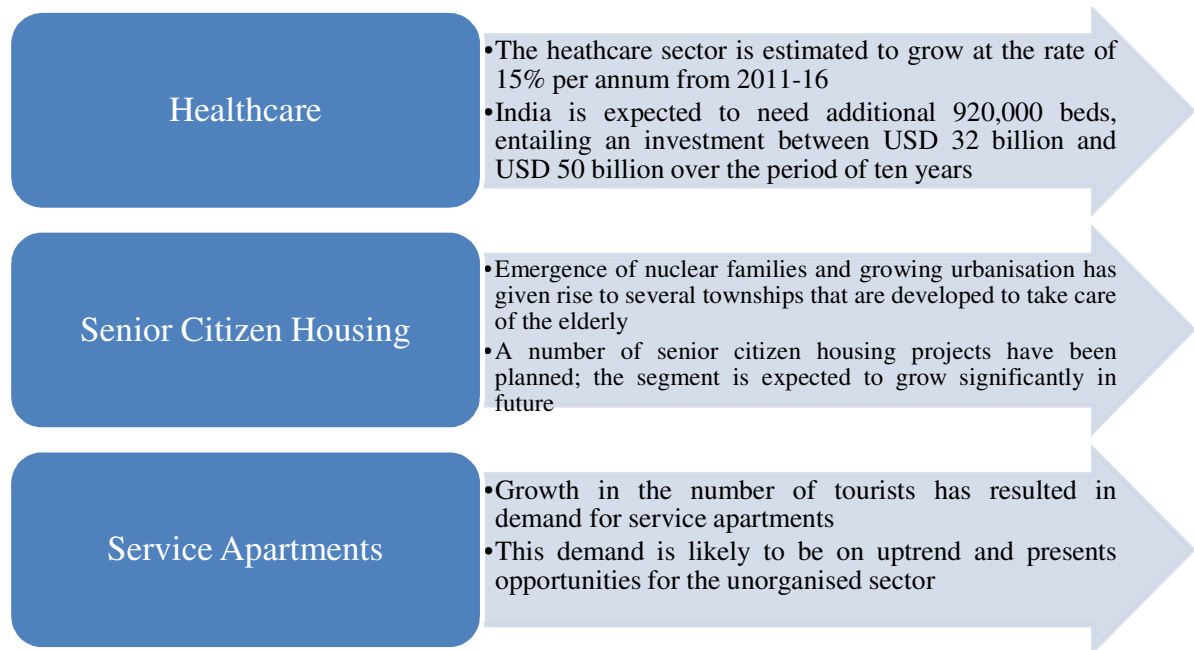 Healthcare
•The heathcare sector is estimated to grow at the rate of
15% per annum from 2011-16
•India is expected to need additional 920,000 beds,
entailing an investment between USD 32 billion and
USD 50 billion over the period of ten years
Senior Citizen Housing
•Emergence of nuclear families and growing urbanisation has
given rise to several townships that are developed to take care
of the elderly
•A number of senior citizen housing projects have been
planned; the segment is expected to grow significantly in
future
Service Apartments
•Growth in the number of tourists has resulted in
demand for service apartments
•This demand is likely to be on uptrend and presents
opportunities for the unorganised sector